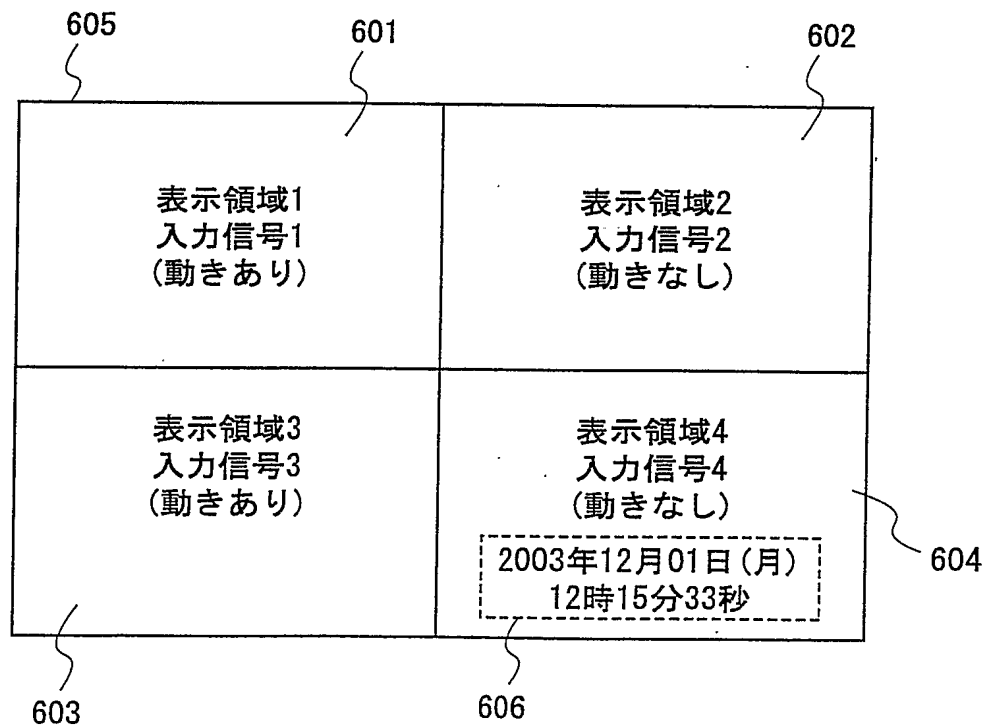 605
601
602
表示領域1
入力信号1
(動きあり)
表示領域2
入力信号2
(動きなし)
表示領域3
入力信号3
(動きあり)
表示領域4
入力信号4
(動きなし)
2003年12月01日(月)
12時15分33秒
604
603
606